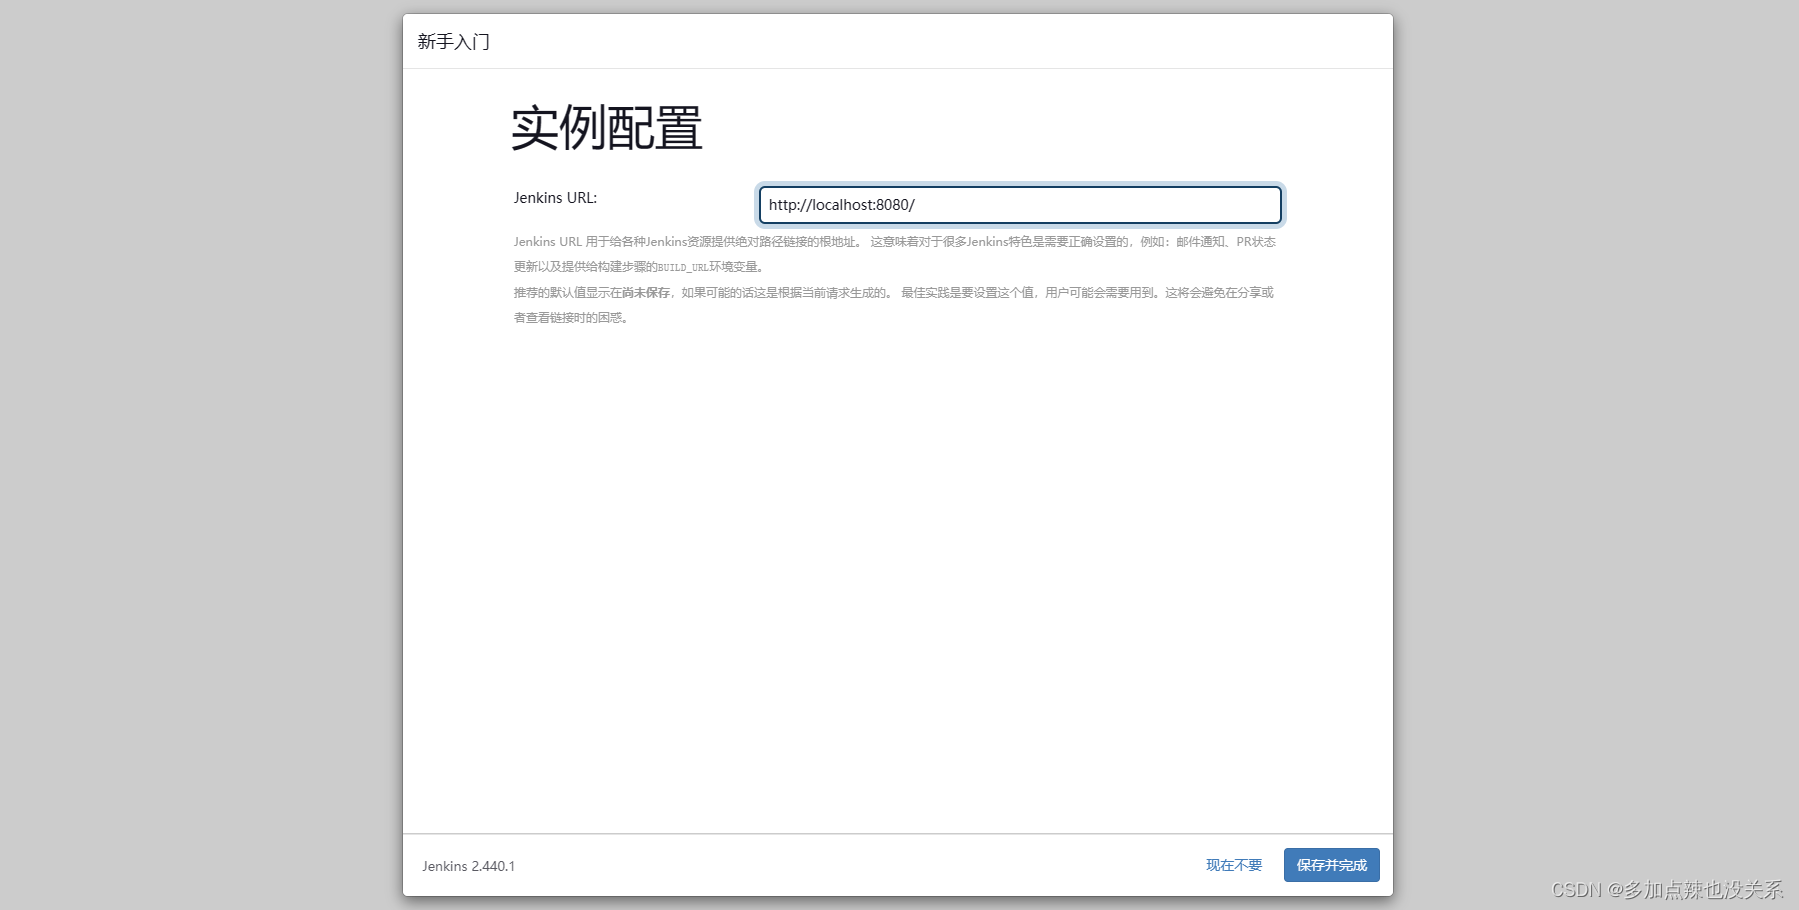 新手入门
实例配置
Jenkins URL:
http://localhost:8080/
Jenkins URL 用于给各种Jenkins资源提供绝对路径链接的根地址。 这意味着对于很多Jenkins特色是需要正确设置的，例如：邮件通知、PR状态
更新以及提供给构建步骤的BUILD_URL环境变量。
推荐的默认值显示在尚未保存，如果可能的话这是根据当前请求生成的。 最佳实践是要设置这个值，用户可能会需要用到。这将会避免在分享或
者查看链接时的困惑。
Jenkins 2.440.1
现在不要
保存并完成
CSDN @多加点辣也没关系